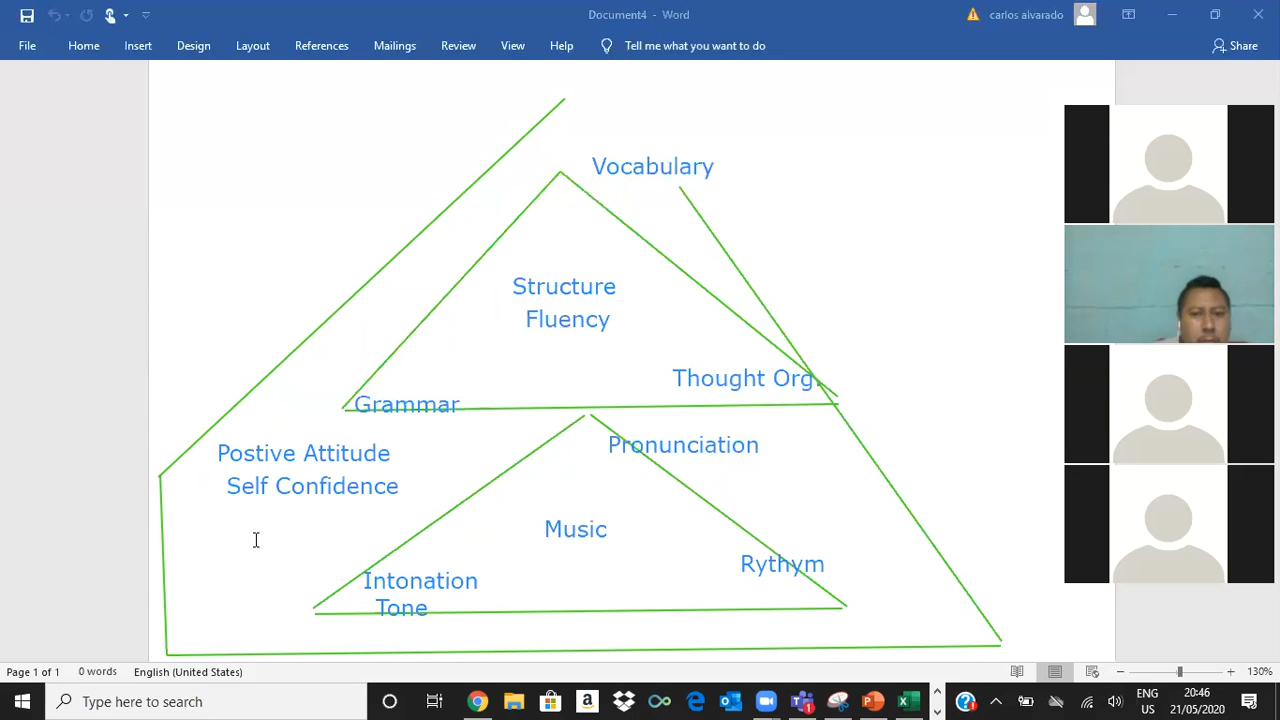 Document4 - Word
carlos alvarado
File Home Insert Design Layout References Mailings Review View Help Tell me what you want to do Share
Vocabulary
Structure
Fluency
Thought Org.
Grammar
Pronunciation
Postive Attitude
Self Confidence
Music
Rythym
Intonation
Tone
Page 1 of 1 0 words English (United States) 130%
Type here to search
ENG 20:46
US 21/05/2020